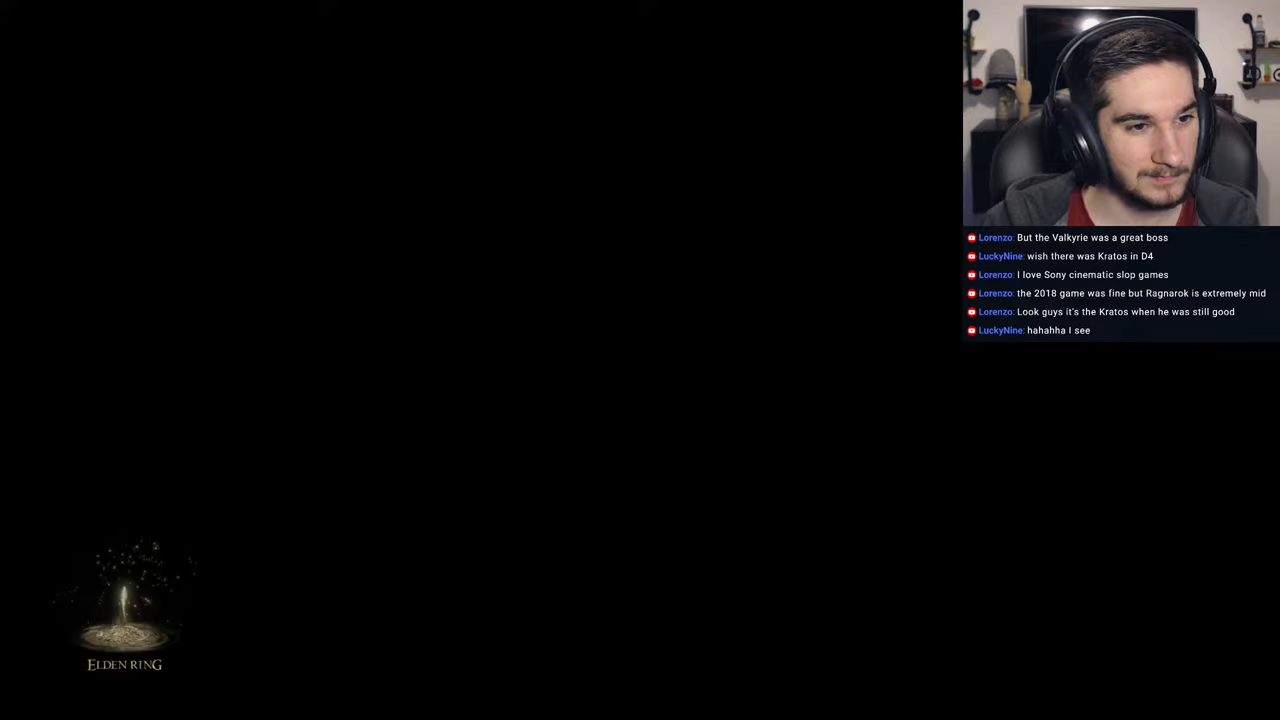 Lorenzo: But the Valkyrie was a great boss
LuckyNine: wish there was Kratos in D4
Lorenzo: I love Sony cinematic slop games
Lorenzo: the 2018 game was fine but Ragnarok is extremely mid
Lorenzo: Look guys it's the Kratos when he was still good
LuckyNine: hahahha I see
ELDEN RING